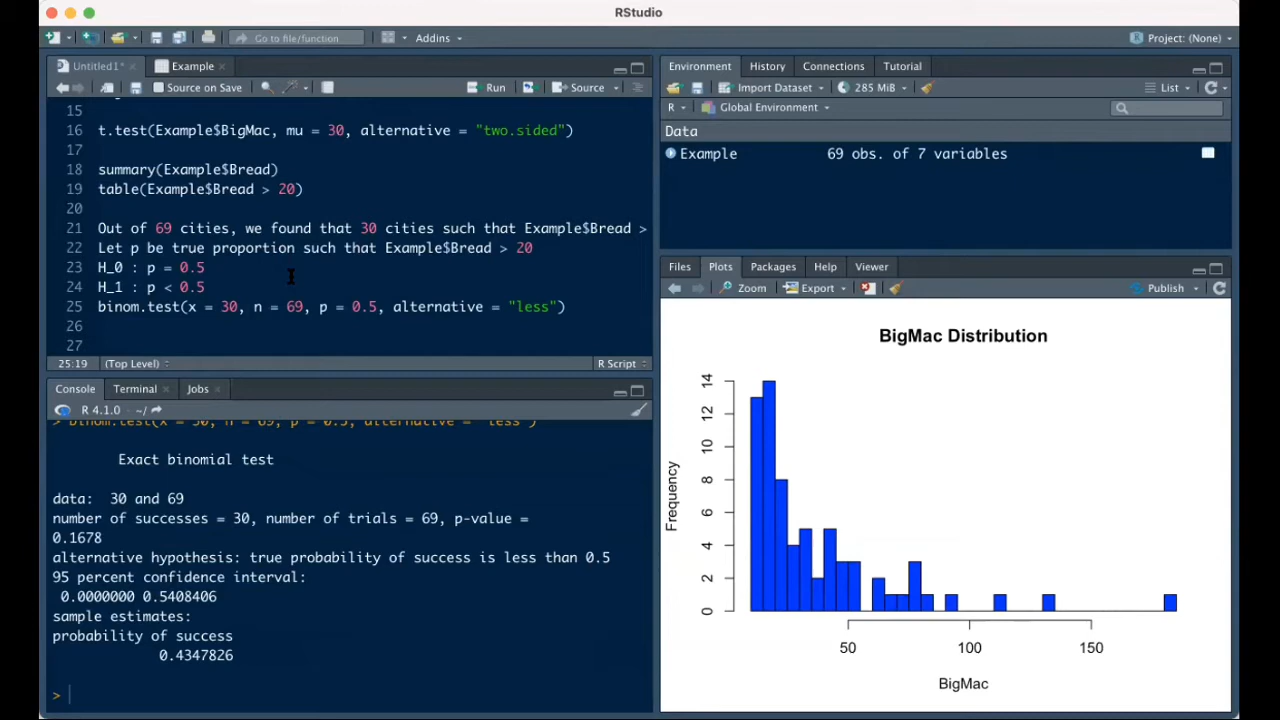 RStudio
Go to file/function
Addins
Project: (None)
Untitled1*
Example
Source on Save
Run
Source
15
16 t.test(Example$BigMac, mu = 30, alternative = "two.sided")
17
18 summary(Example$Bread)
19 table(Example$Bread > 20)
20
21 Out of 69 cities, we found that 30 cities such that Example$Bread >
22 Let p be true proportion such that Example$Bread > 20
23 H_0 : p = 0.5
24 H_1 : p < 0.5
25 binom.test(x = 30, n = 69, p = 0.5, alternative = "less")
26
27
25:19 (Top Level) R Script
Console Terminal Jobs
R 4.1.0 · ~/
> binom.test(x = 30, n = 69, p = 0.5, alternative = "less")
Exact binomial test
data: 30 and 69
number of successes = 30, number of trials = 69, p-value =
0.1678
alternative hypothesis: true probability of success is less than 0.5
95 percent confidence interval:
0.0000000 0.5408406
sample estimates:
probability of success
0.4347826
>
Environment History Connections Tutorial
Import Dataset 285 MiB List
R Global Environment
Data
Example 69 obs. of 7 variables
Files Plots Packages Help Viewer
Zoom Export Publish
BigMac Distribution
Frequency
14
12
10
8
6
4
2
0
50 100 150
BigMac